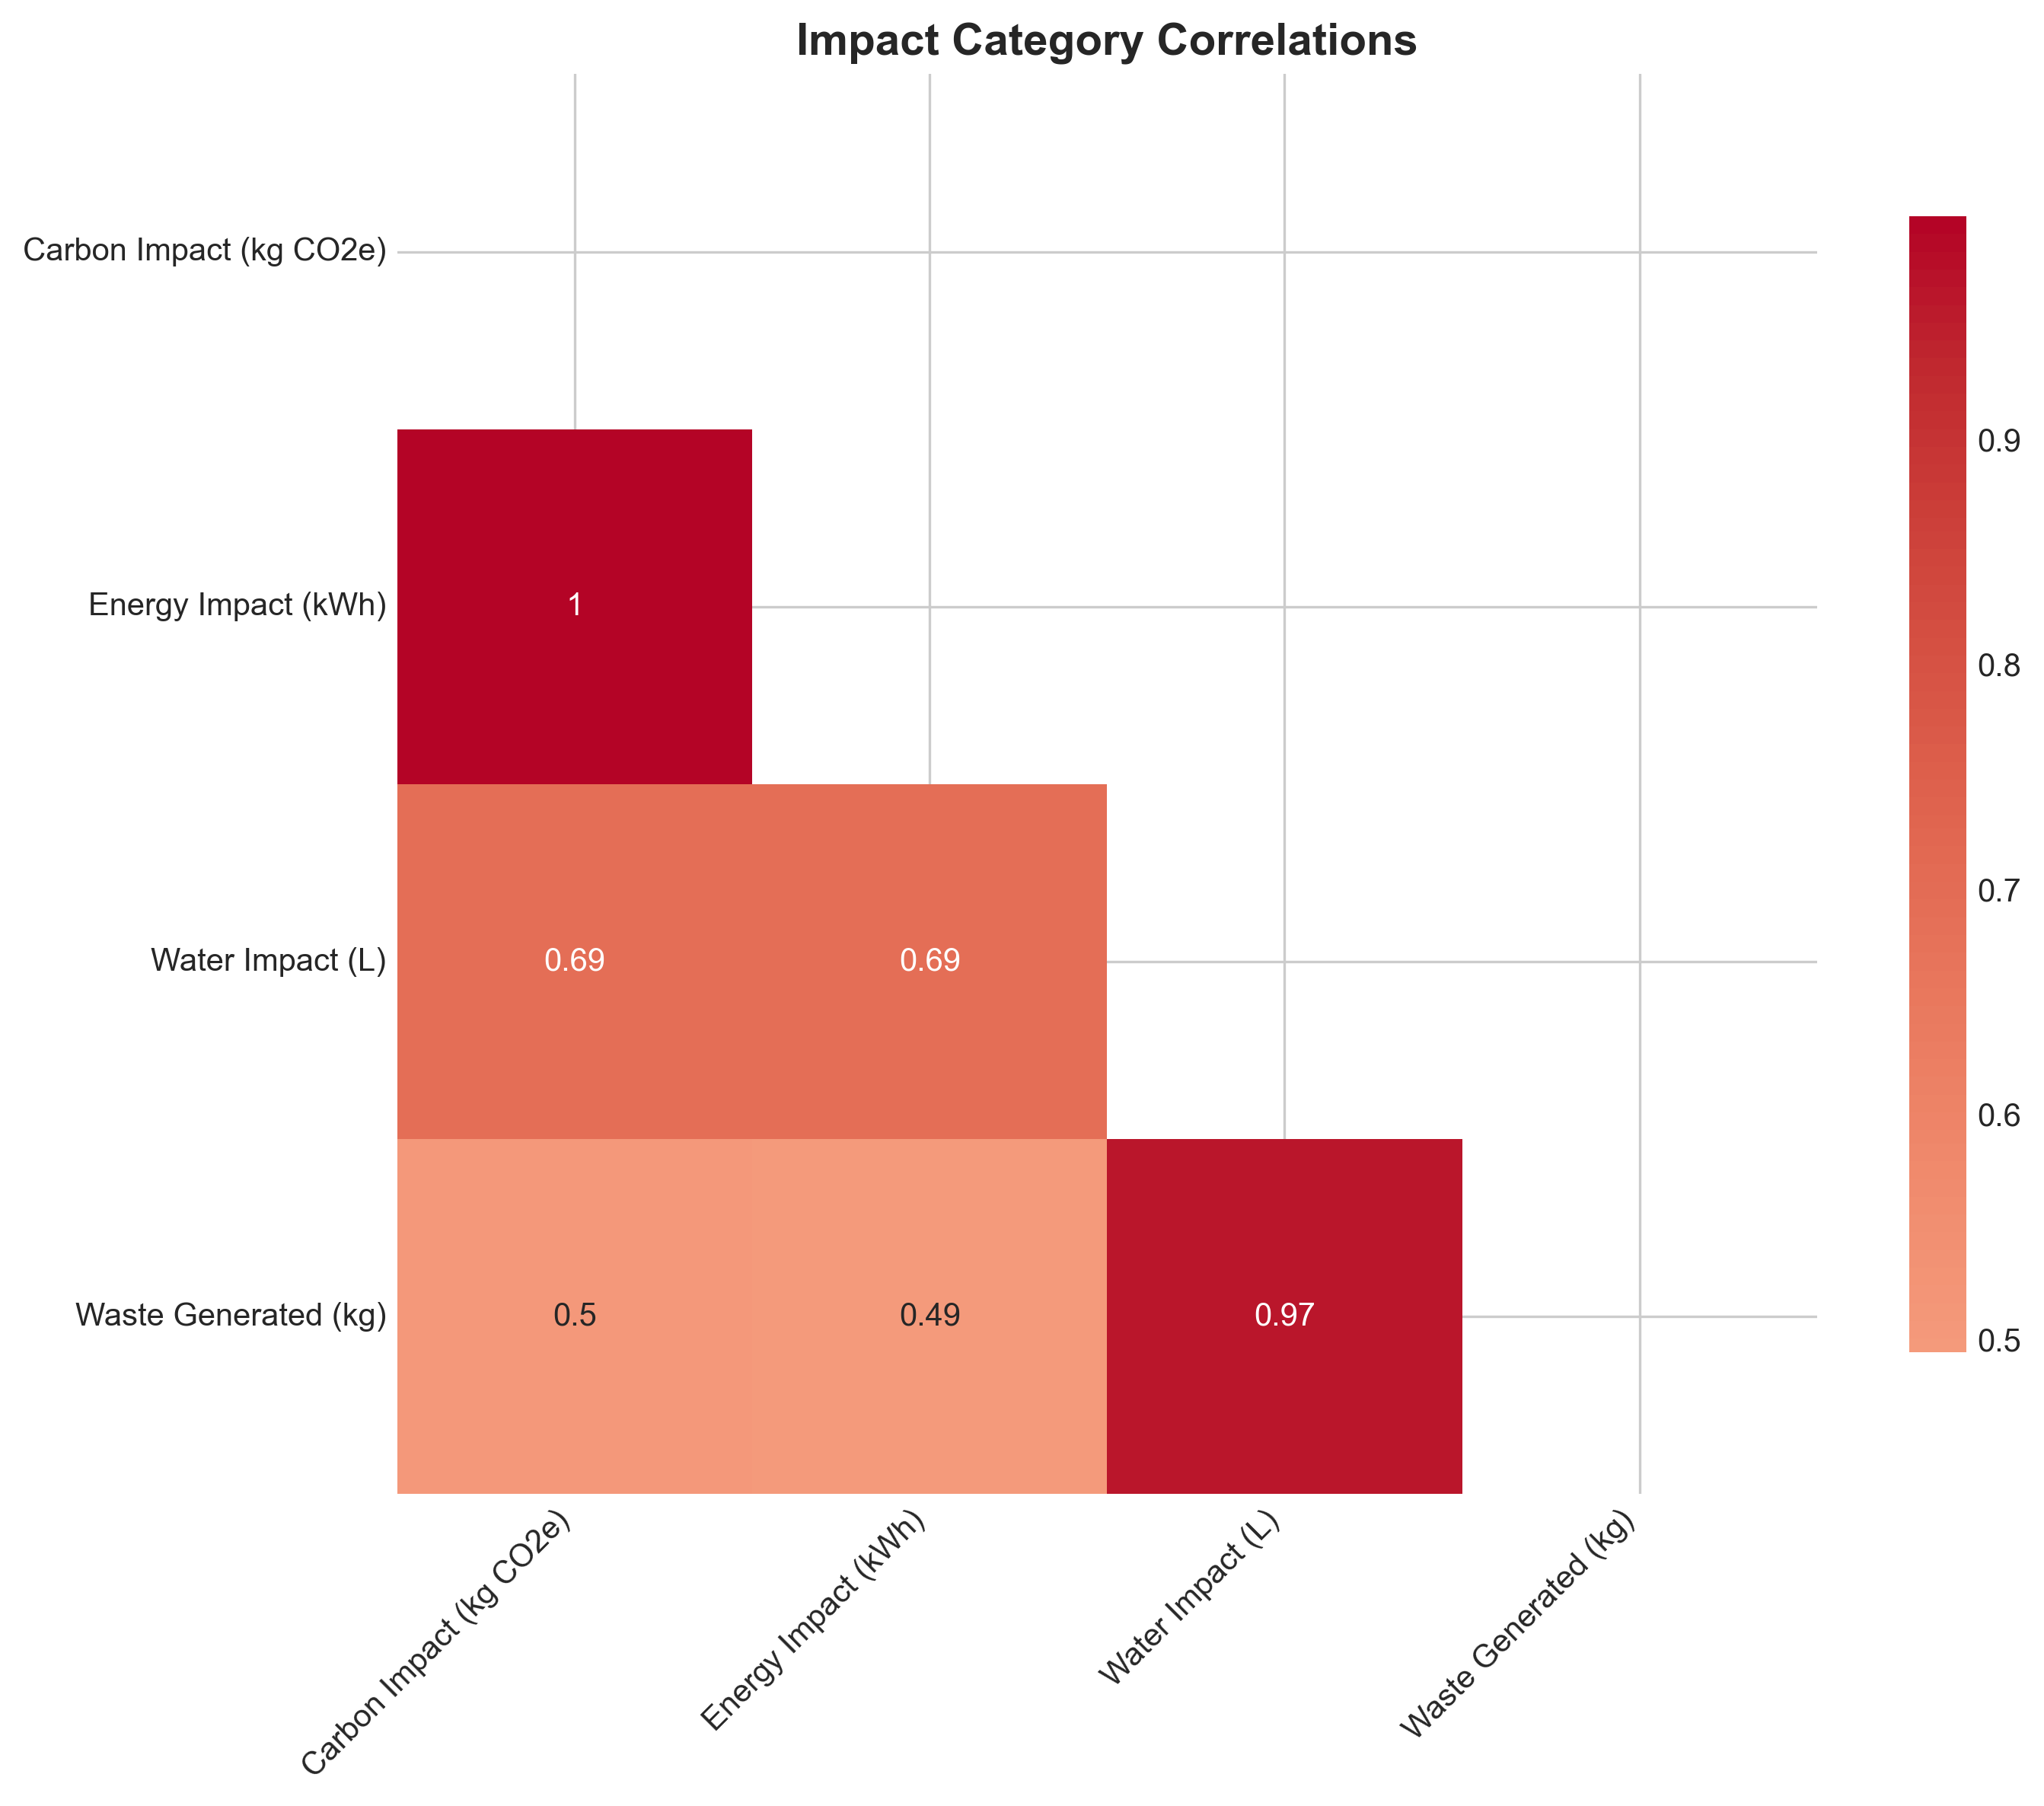 Impact Category Correlations
Carbon Impact (kg CO2e)
Energy Impact (kWh)
Water Impact (L)
Waste Generated (kg)
1
0.69
0.69
0.5
0.49
0.97
Carbon Impact (kg CO2e)
Energy Impact (kWh)
Water Impact (L)
Waste Generated (kg)
0.9
0.8
0.7
0.6
0.5